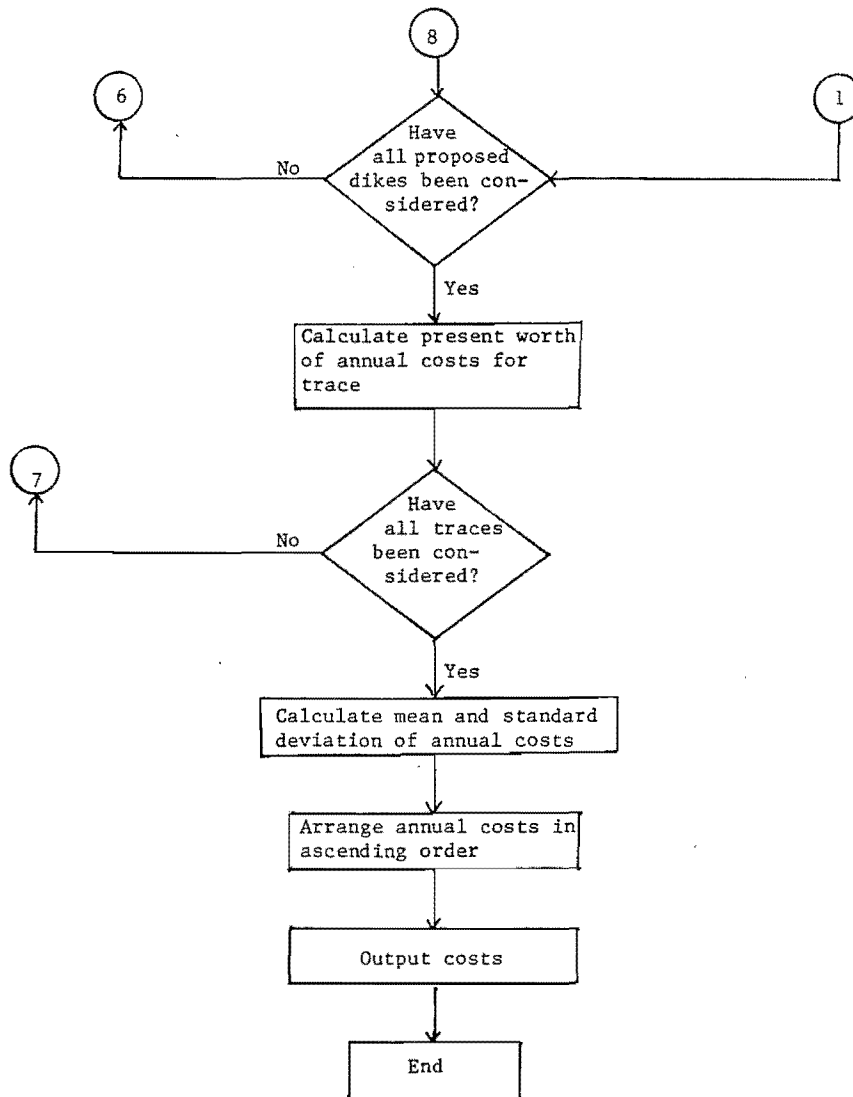 8
6
1
Have
all proposed
dikes been con-
sidered?
No
Yes
Calculate present worth
of annual costs for
trace
7
Have
all traces
been con-
sidered?
No
Yes
Calculate mean and standard
deviation of annual costs
Arrange annual costs in
ascending order
Output costs
End